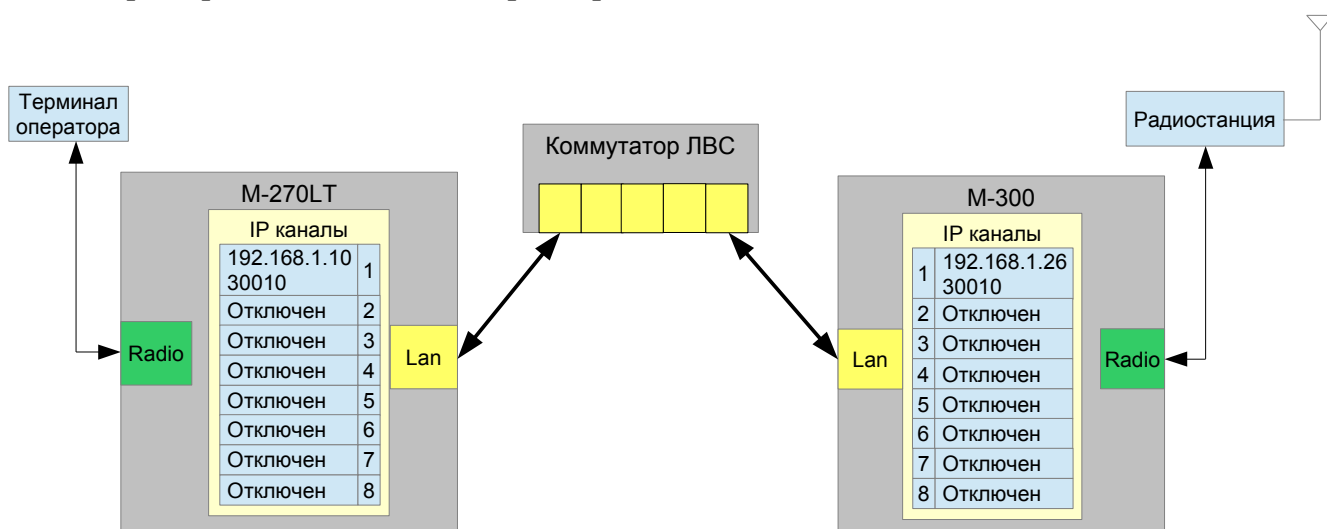 Терминал
оператора
M-270LT
IP каналы
192.168.1.10
30010
1
Отключен 2
Отключен 3
Отключен 4
Отключен 5
Отключен 6
Отключен 7
Отключен 8
Radio
Lan
Коммутатор ЛВС
Радиостанция
M-300
IP каналы
1
192.168.1.26
30010
2 Отключен
3 Отключен
4 Отключен
5 Отключен
6 Отключен
7 Отключен
8 Отключен
Lan
Radio